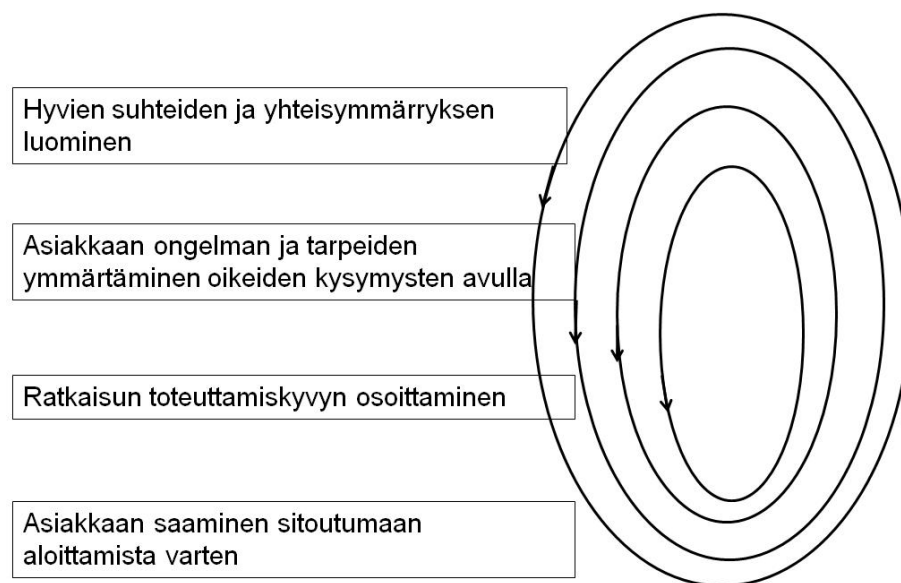 Hyvien suhteiden ja yhteisymmärryksen
luominen
Asiakkaan ongelman ja tarpeiden
ymmärtäminen oikeiden kysymysten avulla
Ratkaisun toteuttamiskyvyn osoittaminen
Asiakkaan saaminen sitoutumaan
aloittamista varten